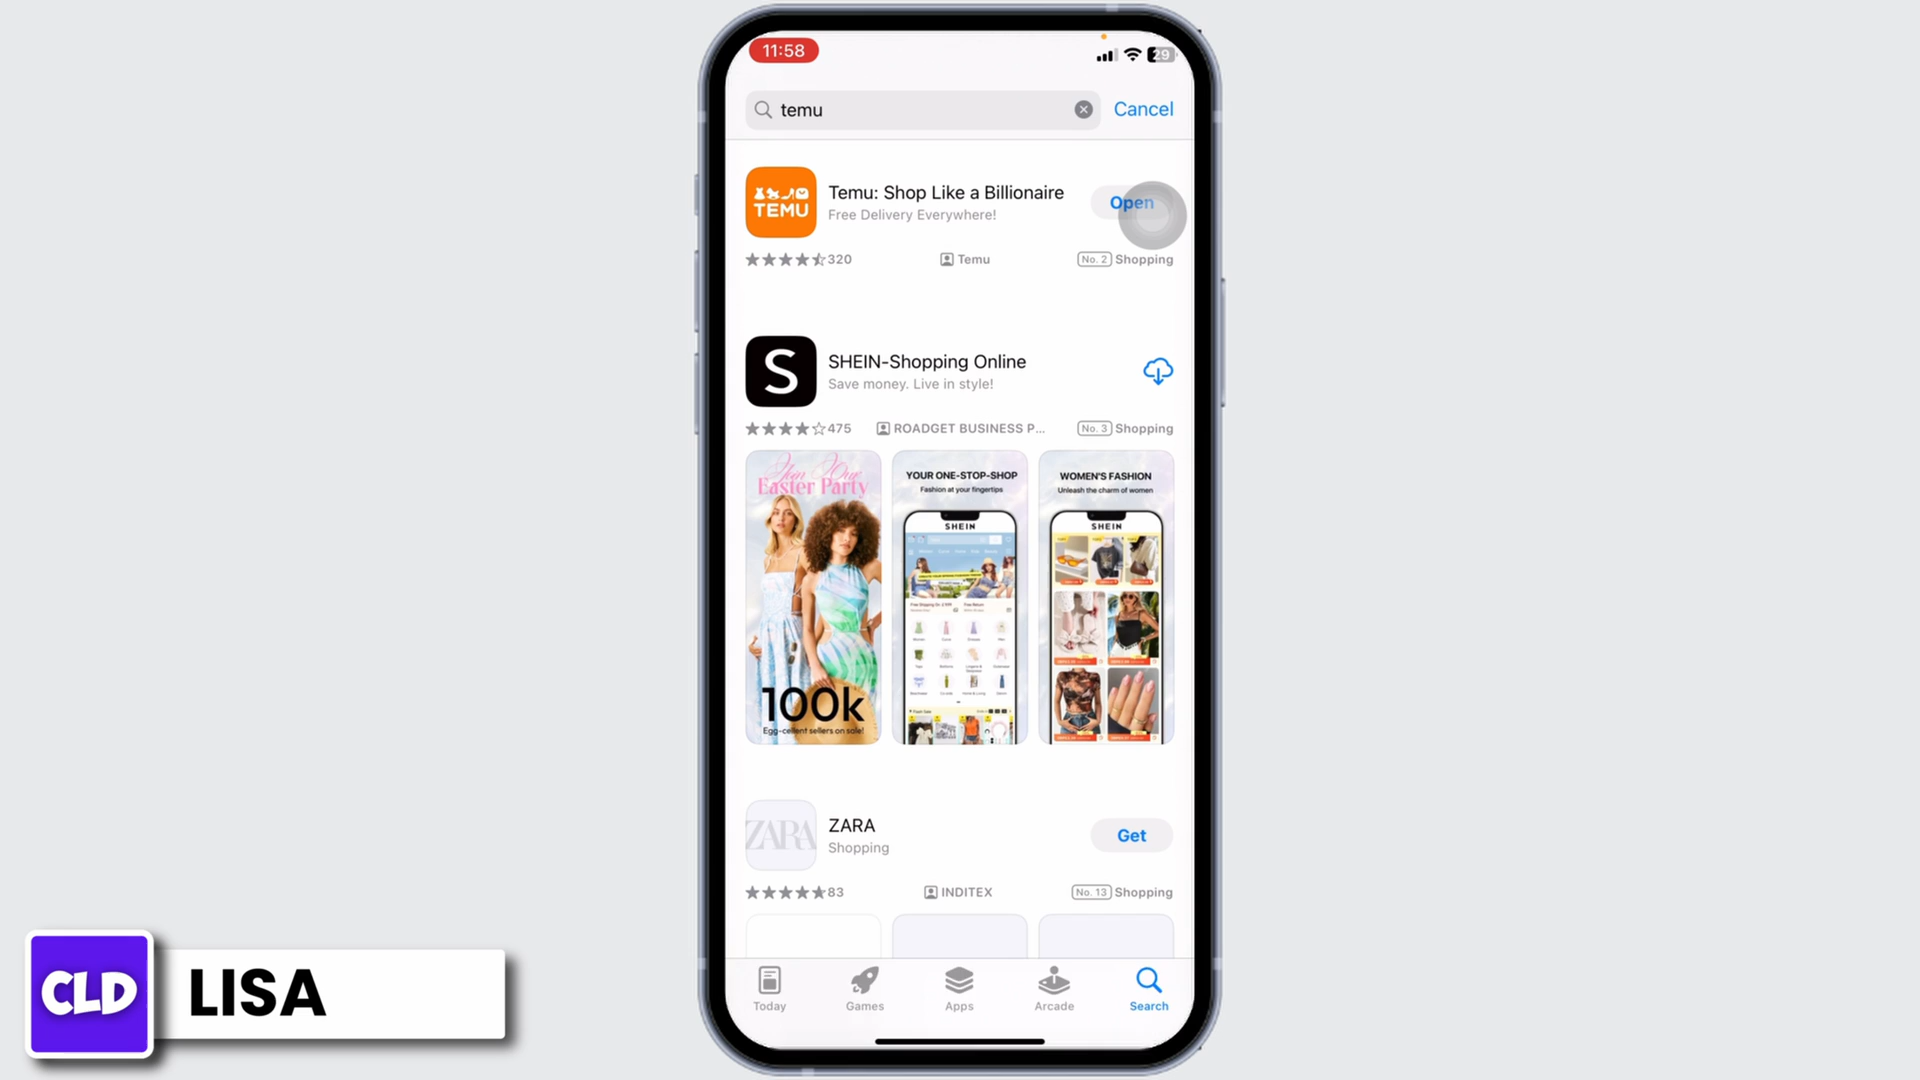 11:58
29
temu
Cancel
TEMU
Temu: Shop Like a Billionaire
Free Delivery Everywhere!
Open
320
Temu
No. 2 Shopping
S
SHEIN-Shopping Online
Save money. Live in style!
475
ROADGET BUSINESS P...
No. 3 Shopping
Join Our
Easter Party
100k
Egg-cellent sellers on sale!
YOUR ONE-STOP-SHOP
Fashion at your fingertips
SHEIN
WOMEN'S FASHION
Unleash the charm of women
SHEIN
ZARA
ZARA
Shopping
Get
83
INDITEX
No. 13 Shopping
Today
Games
Apps
Arcade
Search
CLD
LISA